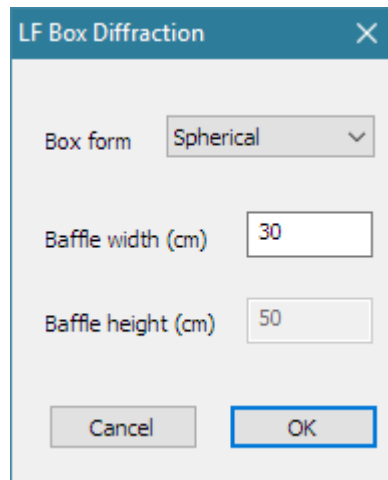 LF Box Diffraction
Box form Spherical
Baffle width (cm) 30
Baffle height (cm) 50
Cancel OK